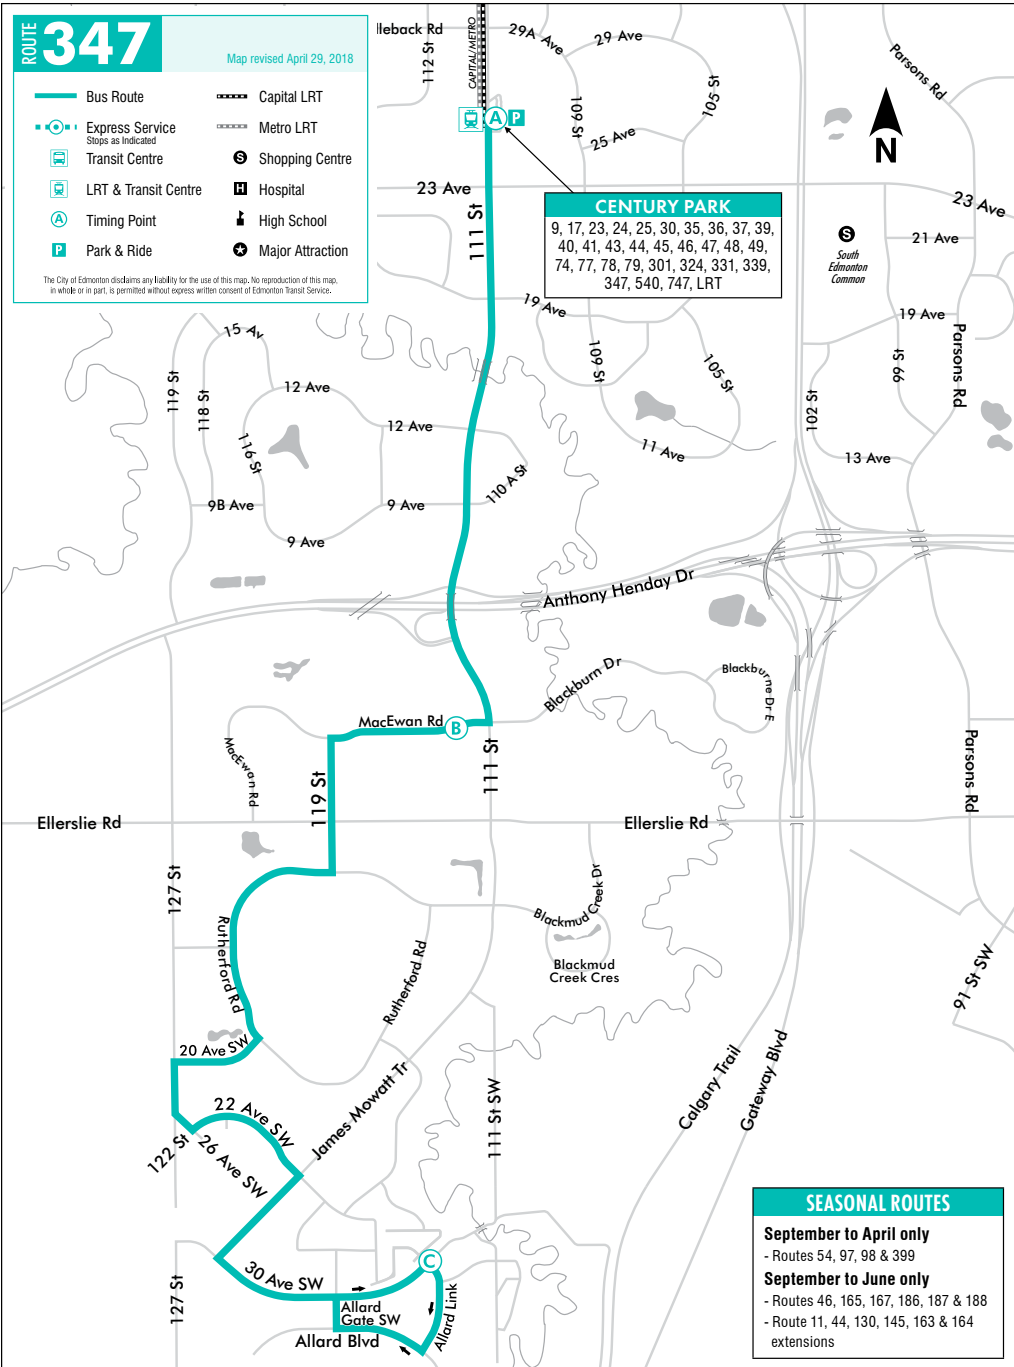 ROUTE 347
Map revised April 29, 2018
Bus Route
Capital LRT
Express Service
Stops as Indicated
Metro LRT
Transit Centre
S Shopping Centre
LRT & Transit Centre
H Hospital
A Timing Point
High School
P Park & Ride
Major Attraction
The City of Edmonton disclaims any liability for the use of this map. No reproduction of this map,
in whole or in part, is permitted without express written consent of Edmonton Transit Service.
lleback Rd
112 St
CAPITAL/METRO
29A Ave
29 Ave
109 St
105 St
25 Ave
Parsons Rd
A P
N
23 Ave
111 St
CENTURY PARK
9, 17, 23, 24, 25, 30, 35, 36, 37, 39,
40, 41, 43, 44, 45, 46, 47, 48, 49,
74, 77, 78, 79, 301, 324, 331, 339,
347, 540, 747, LRT
23 Ave
21 Ave
S
South
Edmonton
Common
19 Ave
19 Ave
99 St
Parsons Rd
15 Av
119 St
118 St
12 Ave
116 St
12 Ave
109 St
105 St
102 St
11 Ave
13 Ave
110 A St
9B Ave
9 Ave
9 Ave
Anthony Henday Dr
Blackburn Dr
Blackburne Dr E
MacEwan Rd
B
MacEwan Rd
119 St
111 St
Parsons Rd
Ellerslie Rd
Ellerslie Rd
127 St
Rutherford Rd
Rutherford Rd
Blackmud Creek Dr
Blackmud
Creek Cres
91 St SW
20 Ave SW
22 Ave SW
James Mowatt Tr
111 St SW
Calgary Trail
Gateway Blvd
122 St
26 Ave SW
C
30 Ave SW
127 St
Allard
Gate SW
Allard Link
Allard Blvd
SEASONAL ROUTES
September to April only
- Routes 54, 97, 98 & 399
September to June only
- Routes 46, 165, 167, 186, 187 & 188
- Route 11, 44, 130, 145, 163 & 164
extensions